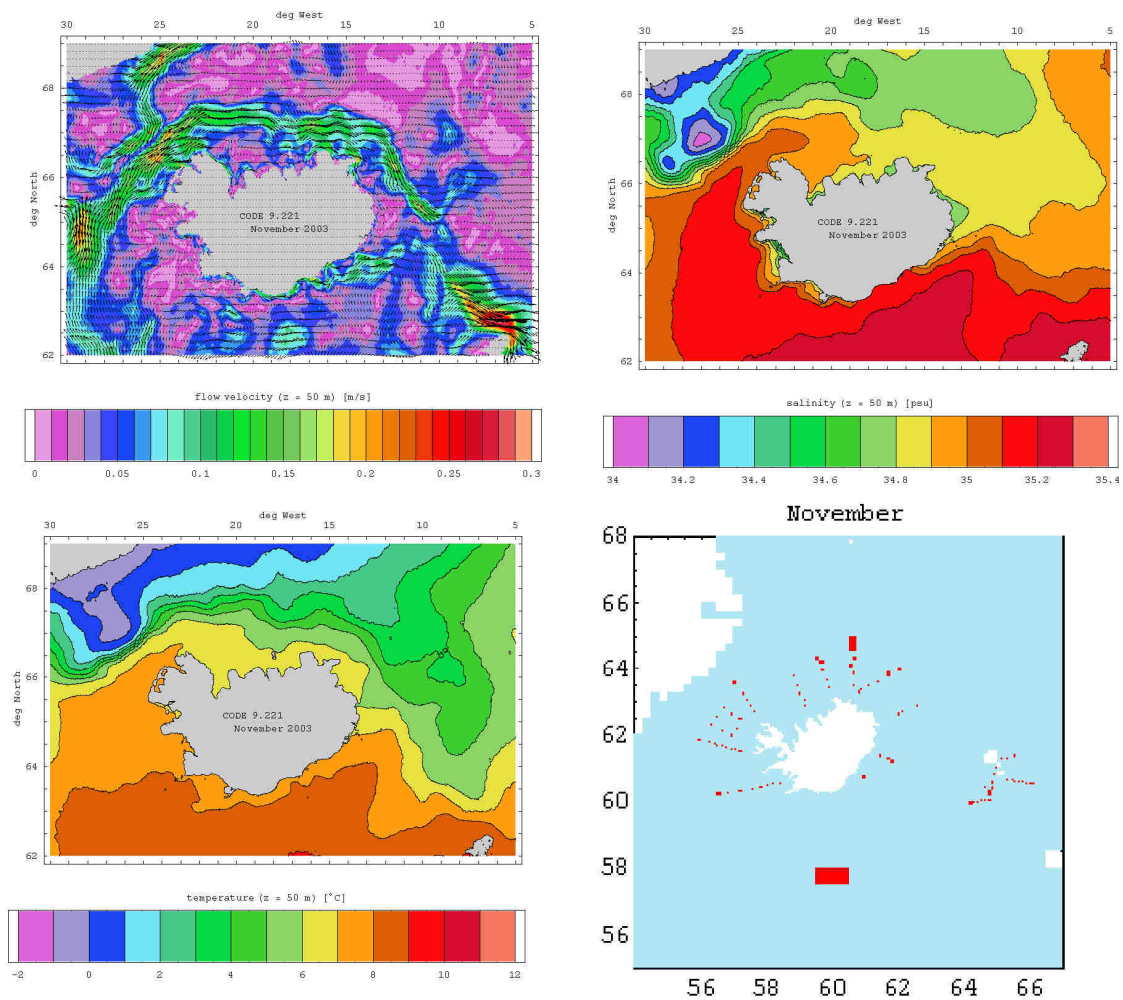 deg West
30 25 20 15 10 5
68
66
64
62
deg North
CODE 9.221
November 2003
flow velocity (z = 50 m) [m/s]
0 0.05 0.1 0.15 0.2 0.25 0.3
deg West
30 25 20 15 10 5
68
66
64
62
deg North
CODE 9.221
November 2003
salinity (z = 50 m) [psu]
34 34.2 34.4 34.6 34.8 35 35.2 35.4
deg West
30 25 20 15 10 5
68
66
64
62
deg North
CODE 9.221
November 2003
temperature (z = 50 m) [°C]
-2 0 2 4 6 8 10 12
November
68
66
64
62
60
58
56
56 58 60 62 64 66